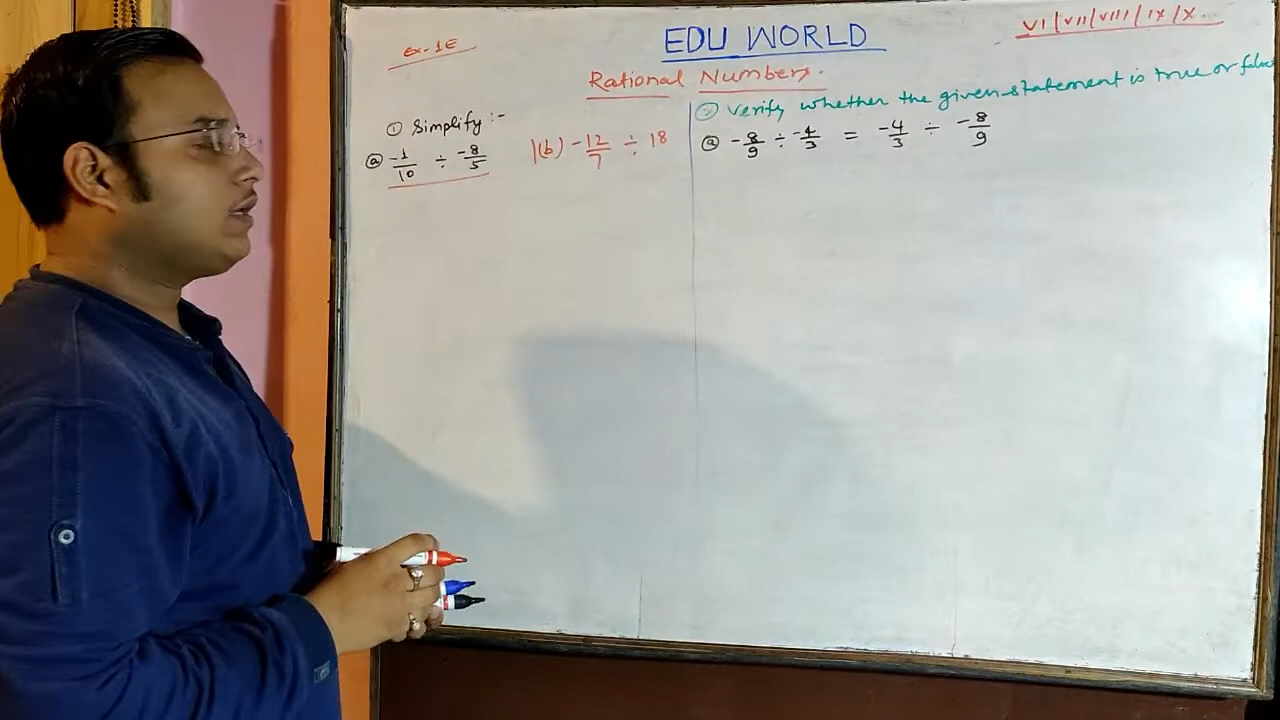 Ex-1E
EDU WORLD
VI/VII/VIII/IX/X...
Rational Numbers.
① Simplify:-
ⓐ -1/10 ÷ -8/5
1(b) -12/7 ÷ 18
② Verify whether the given statement is true or false
ⓐ -8/9 ÷ -4/3 = -4/3 ÷ -8/9